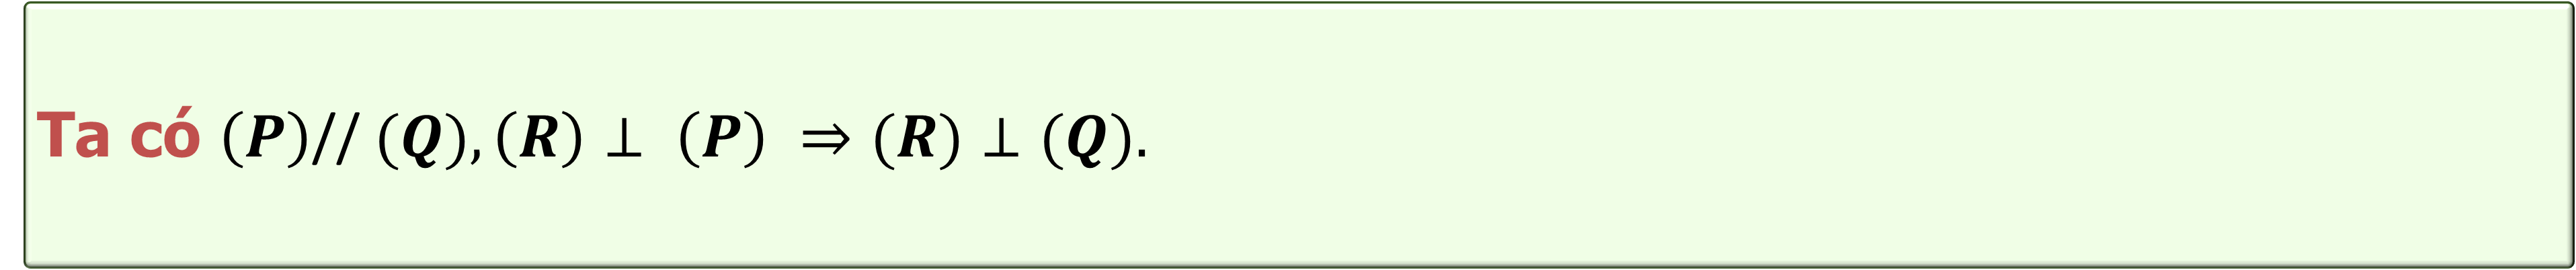 Ta có (P)// (Q), (R) ⊥ (P) ⇒ (R) ⊥ (Q).